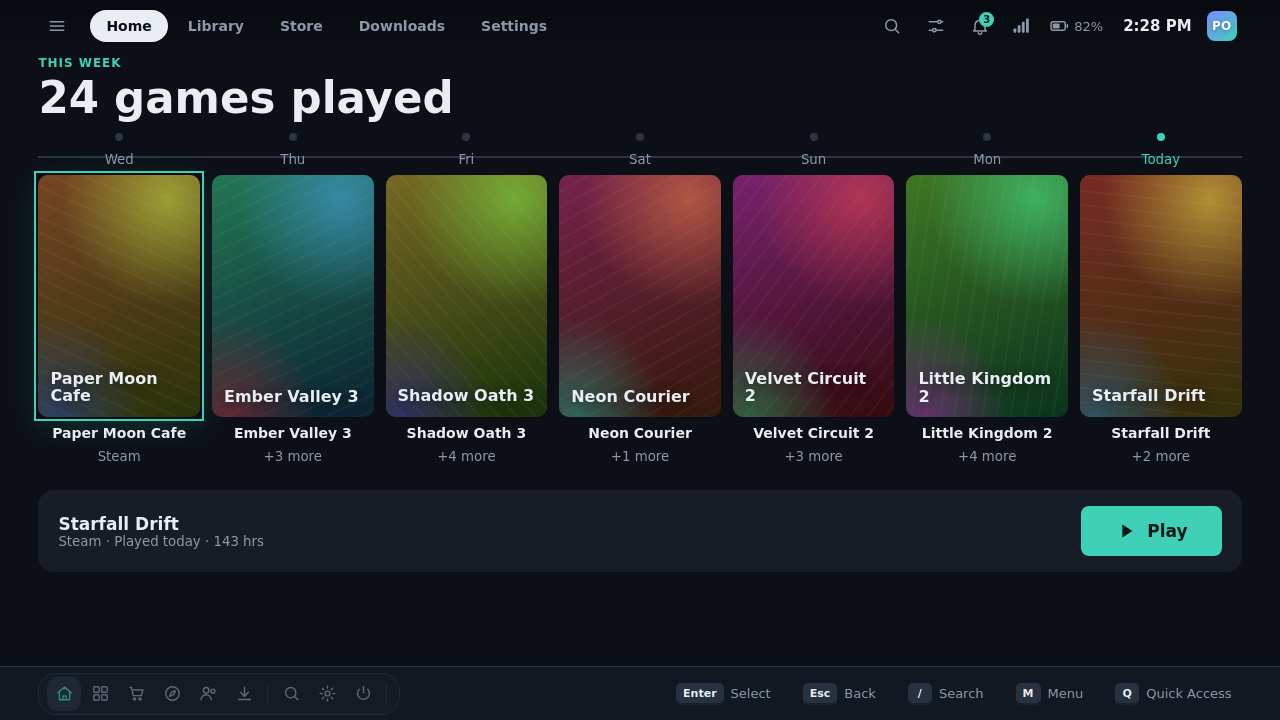 Home Library Store Downloads Settings 3 82% 2:28 PM PO
THIS WEEK
24 games played
Wed Thu Fri Sat Sun Mon Today
Paper Moon
Cafe
Ember Valley 3
Shadow Oath 3
Neon Courier
Velvet Circuit
2
Little Kingdom
2
Starfall Drift
Paper Moon Cafe Ember Valley 3 Shadow Oath 3 Neon Courier Velvet Circuit 2 Little Kingdom 2 Starfall Drift
Steam +3 more +4 more +1 more +3 more +4 more +2 more
Starfall Drift
Steam · Played today · 143 hrs
Play
Enter Select Esc Back / Search M Menu Q Quick Access